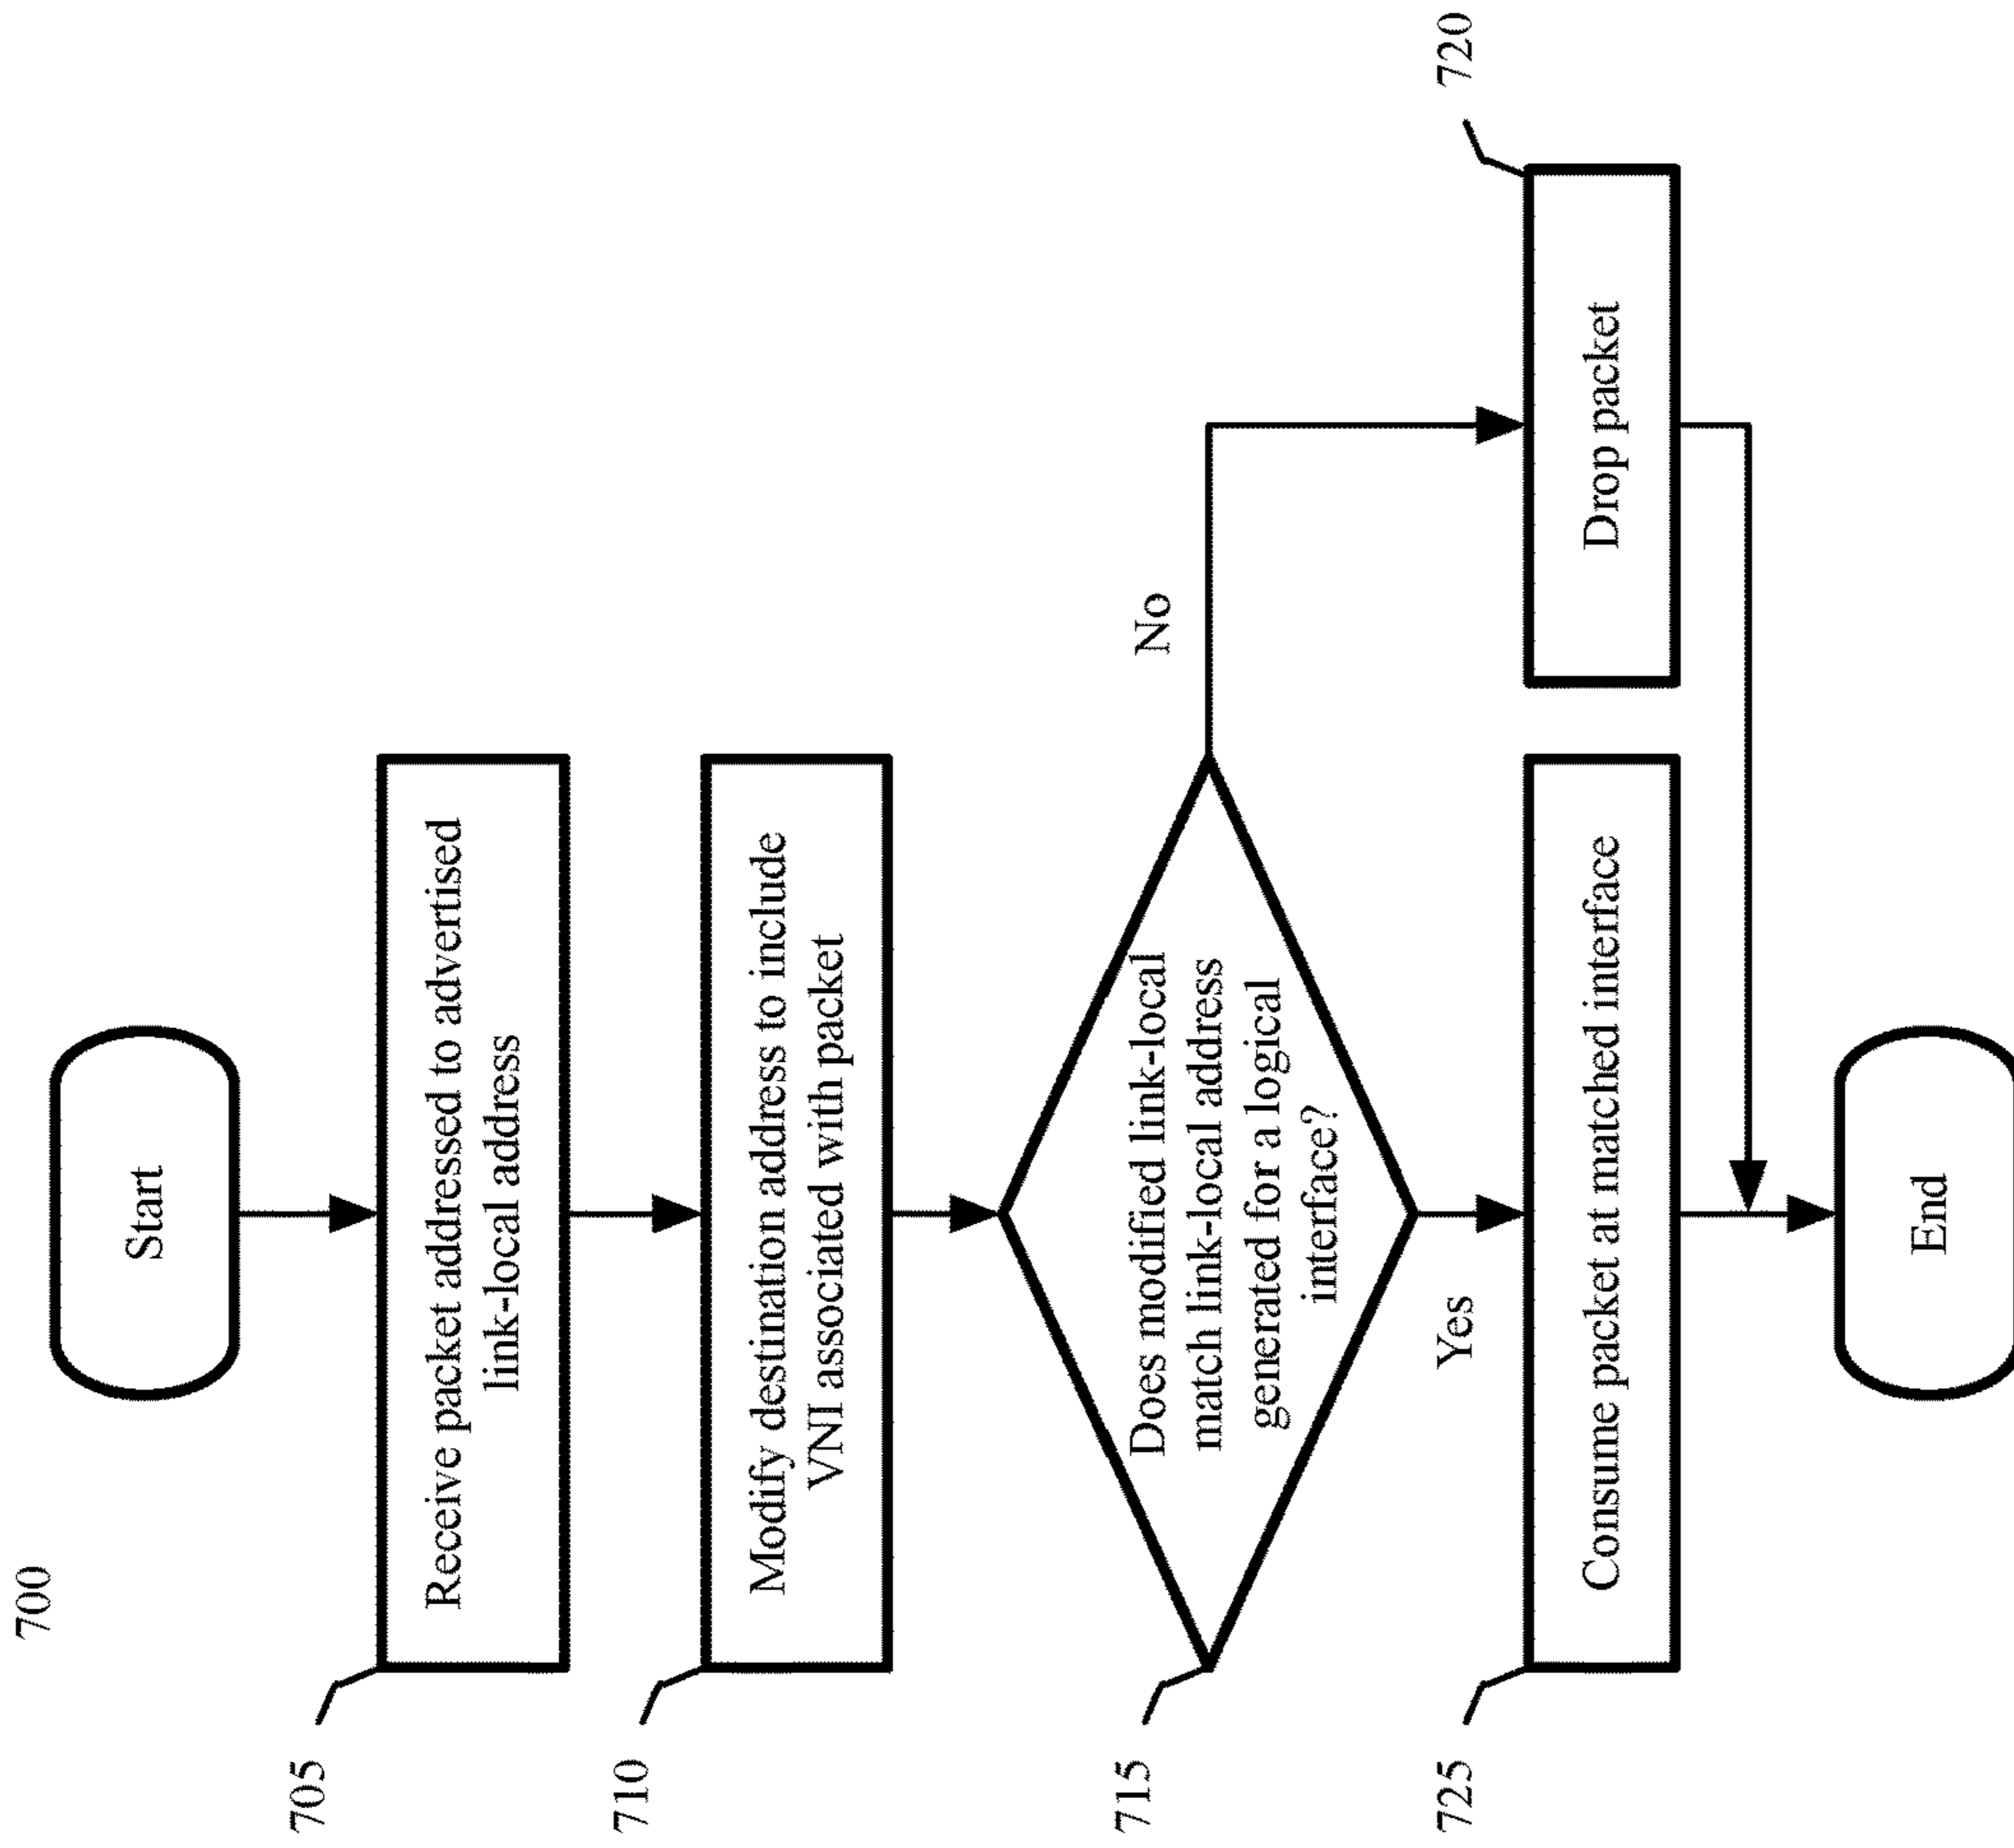 700
Start
705
Receive packet addressed to advertised
link-local address
710
Modify destination address to include
VNI associated with packet
715
Does modified link-local
match link-local address
generated for a logical
interface?
No
Yes
720
Drop packet
725
Consume packet at matched interface
End